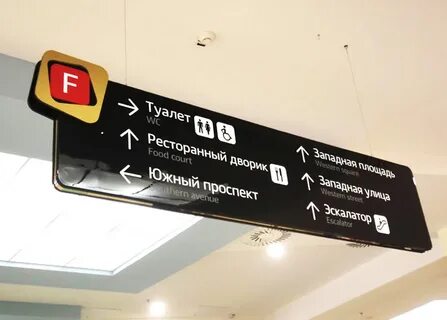 F
Туалет
WC
Ресторанный дворик
Food court
Южный проспект
Southern avenue
Западная площадь
Western square
Западная улица
Western street
Эскалатор
Escalator